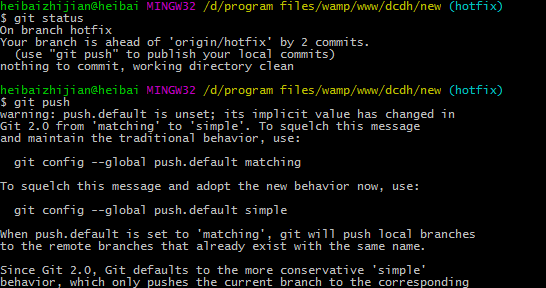 heibaizhijian@heibai MINGW32 /d/program files/wamp/www/dcdh/new (hotfix)
$ git status
On branch hotfix
Your branch is ahead of 'origin/hotfix' by 2 commits.
  (use "git push" to publish your local commits)
nothing to commit, working directory clean

heibaizhijian@heibai MINGW32 /d/program files/wamp/www/dcdh/new (hotfix)
$ git push
warning: push.default is unset; its implicit value has changed in
Git 2.0 from 'matching' to 'simple'. To squelch this message
and maintain the traditional behavior, use:

  git config --global push.default matching

To squelch this message and adopt the new behavior now, use:

  git config --global push.default simple

When push.default is set to 'matching', git will push local branches
to the remote branches that already exist with the same name.

Since Git 2.0, Git defaults to the more conservative 'simple'
behavior, which only pushes the current branch to the corresponding